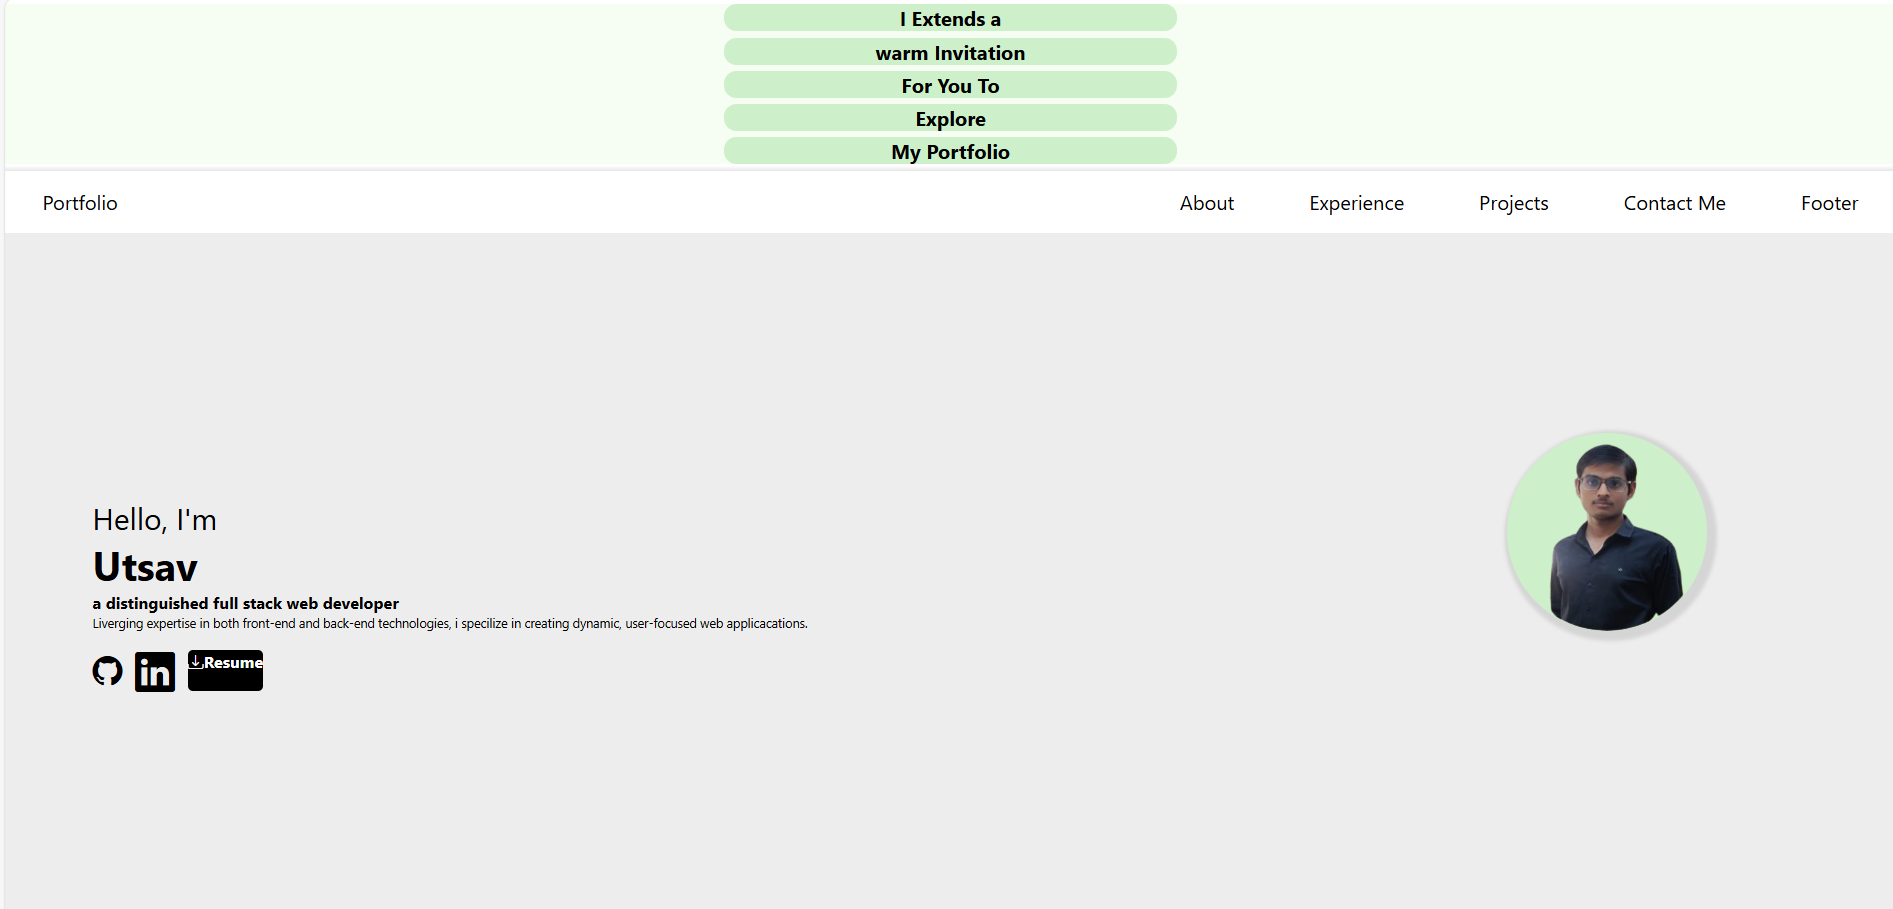 I Extends a
warm Invitation
For You To
Explore
My Portfolio
Portfolio About Experience Projects Contact Me Footer
Hello, I'm
Utsav
a distinguished full stack web developer
Liverging expertise in both front-end and back-end technologies, i specilize in creating dynamic, user-focused web applicacations.
in Resume